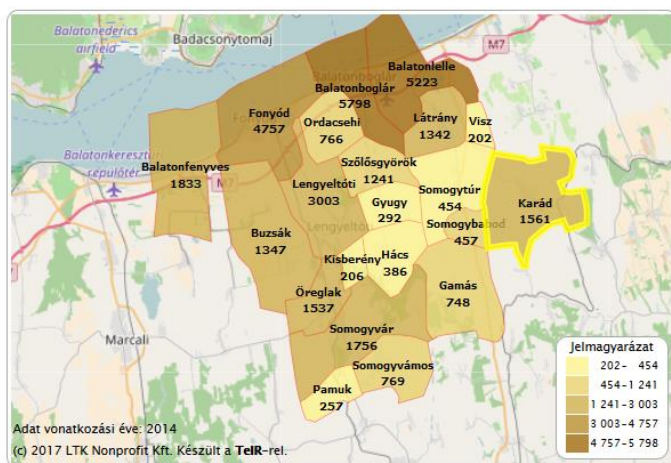 Balatonederics
airfield
Badacsonytomaj
M7
Balatonlelle
5223
Balatonboglár
5798
Fonyód
4757
Ordacsehi
766
Látrány
1342
Visz
202
Balatonkeresztúr
repülőtér
Balatonfenyves
1833
M7
Szőlősgyörök
1241
Lengyeltóti
3003
Somogytúr
454
Karád
1561
Gyugy
292
Buzsák
1347
Lengyeltóti
Somogybabod
457
Kisberény
206
Hács
386
Gamás
748
Öreglak
1537
Somogyvár
1756
Marcali
Somogyvámos
769
Pamuk
257
Jelmagyarázat
202 - 454
454 - 1 241
1 241 - 3 003
3 003 - 4 757
4 757 - 5 798
Adat vonatkozási éve: 2014
(c) 2017 LTK Nonprofit Kft. Készült a TeIR-rel.